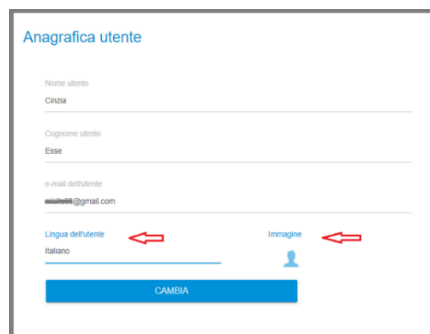 Anagrafica utente
Nome utente
Cinzia
Cognome utente
Esse
e-mail dell'utente
@gmail.com
Lingua dell'utente Immagine
Italiano
CAMBIA